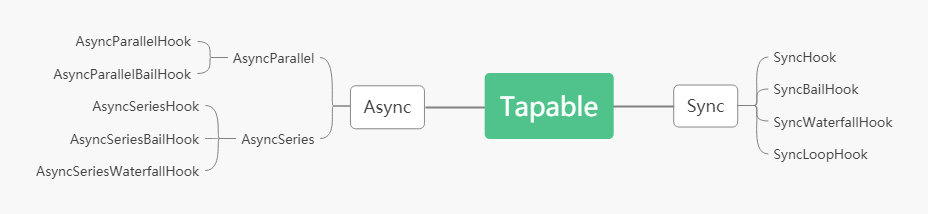 AsyncParallelHook
AsyncParallelBailHook
AsyncParallel
AsyncSeriesHook
AsyncSeriesBailHook
AsyncSeriesWaterfallHook
AsyncSeries
Async
Tapable
Sync
SyncHook
SyncBailHook
SyncWaterfallHook
SyncLoopHook